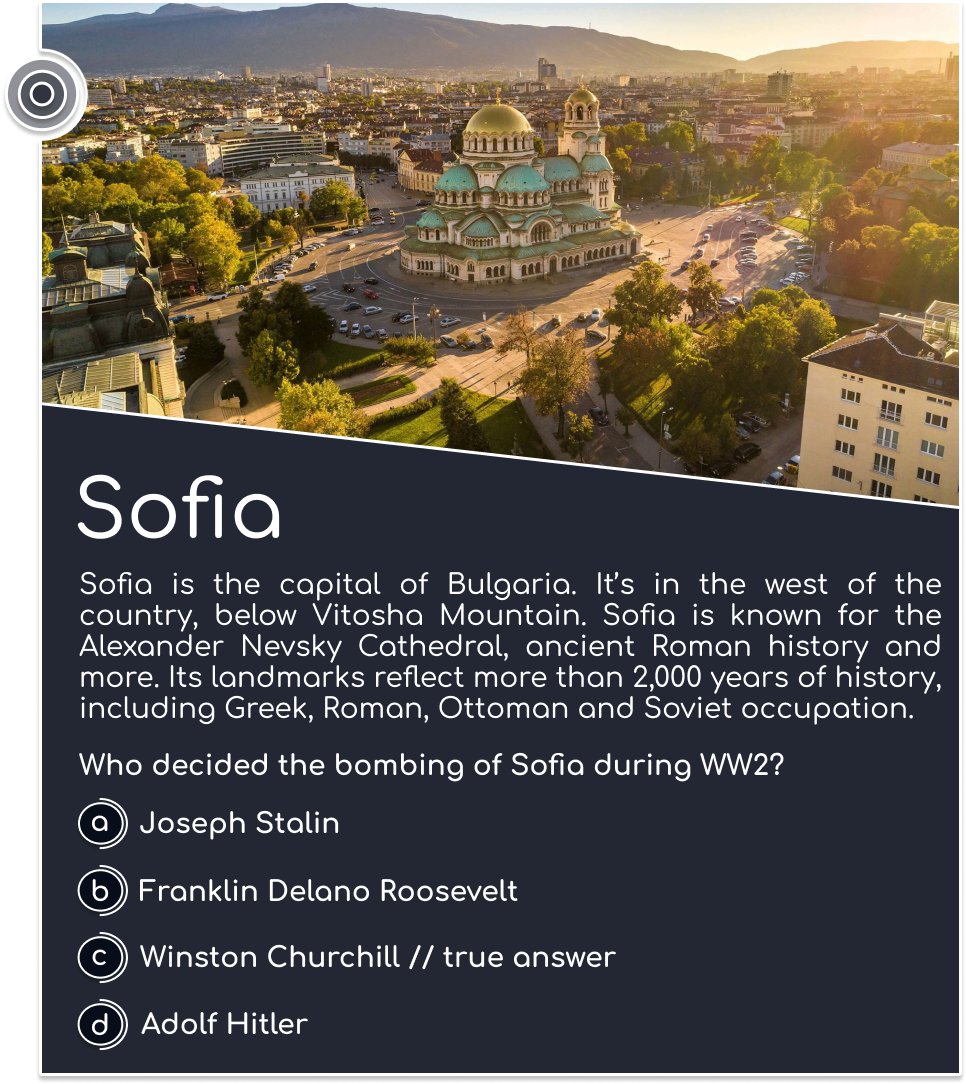 Sofia
Sofia is the capital of Bulgaria. It's in the west of the
country, below Vitosha Mountain. Sofia is known for the
Alexander Nevsky Cathedral, ancient Roman history and
more. Its landmarks reflect more than 2,000 years of history,
including Greek, Roman, Ottoman and Soviet occupation.
Who decided the bombing of Sofia during WW2?
a Joseph Stalin
b Franklin Delano Roosevelt
c Winston Churchill // true answer
d Adolf Hitler